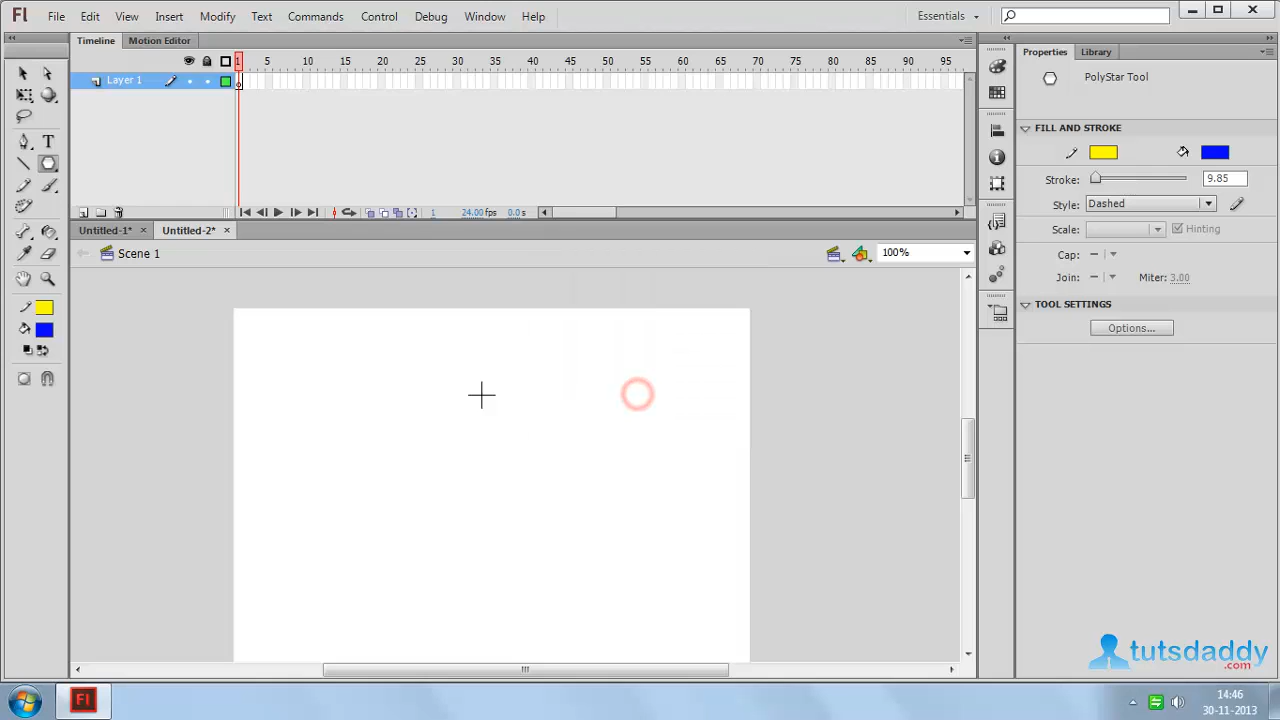 Fl File Edit View Insert Modify Text Commands Control Debug Window Help Essentials
Timeline Motion Editor
Properties Library
PolyStar Tool
1 5 10 15 20 25 30 35 40 45 50 55 60 65 70 75 80 85 90 95
Layer 1
FILL AND STROKE
Stroke: 9.85
Style: Dashed
Scale: Hinting
Cap:
Join: Miter: 3.00
1 24.00fps 0.0s
Untitled-1* × Untitled-2* ×
Scene 1 100%
TOOL SETTINGS
Options...
T
tutsdaddy
.com
Fl
14:46
30-11-2013